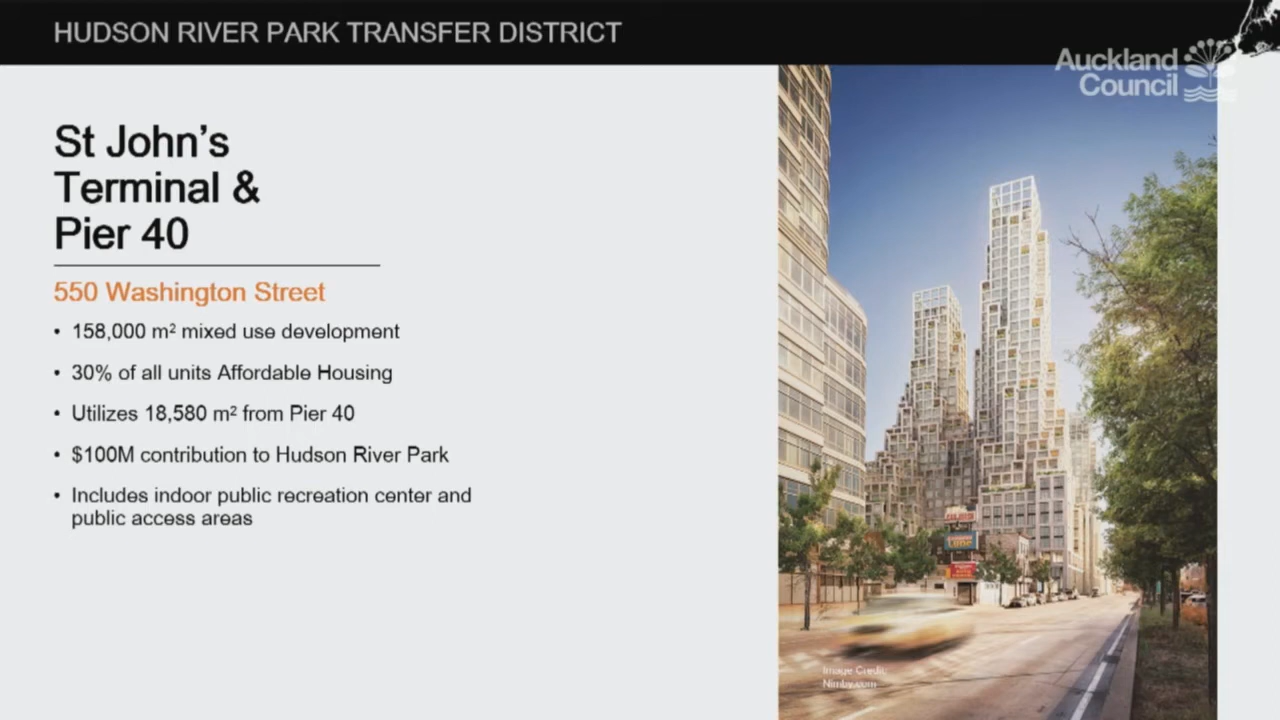 HUDSON RIVER PARK TRANSFER DISTRICT
Auckland
Council
St John’s
Terminal &
Pier 40
550 Washington Street
• 158,000 m² mixed use development
• 30% of all units Affordable Housing
• Utilizes 18,580 m² from Pier 40
• $100M contribution to Hudson River Park
• Includes indoor public recreation center and
public access areas
Image Credit:
Nimby.com